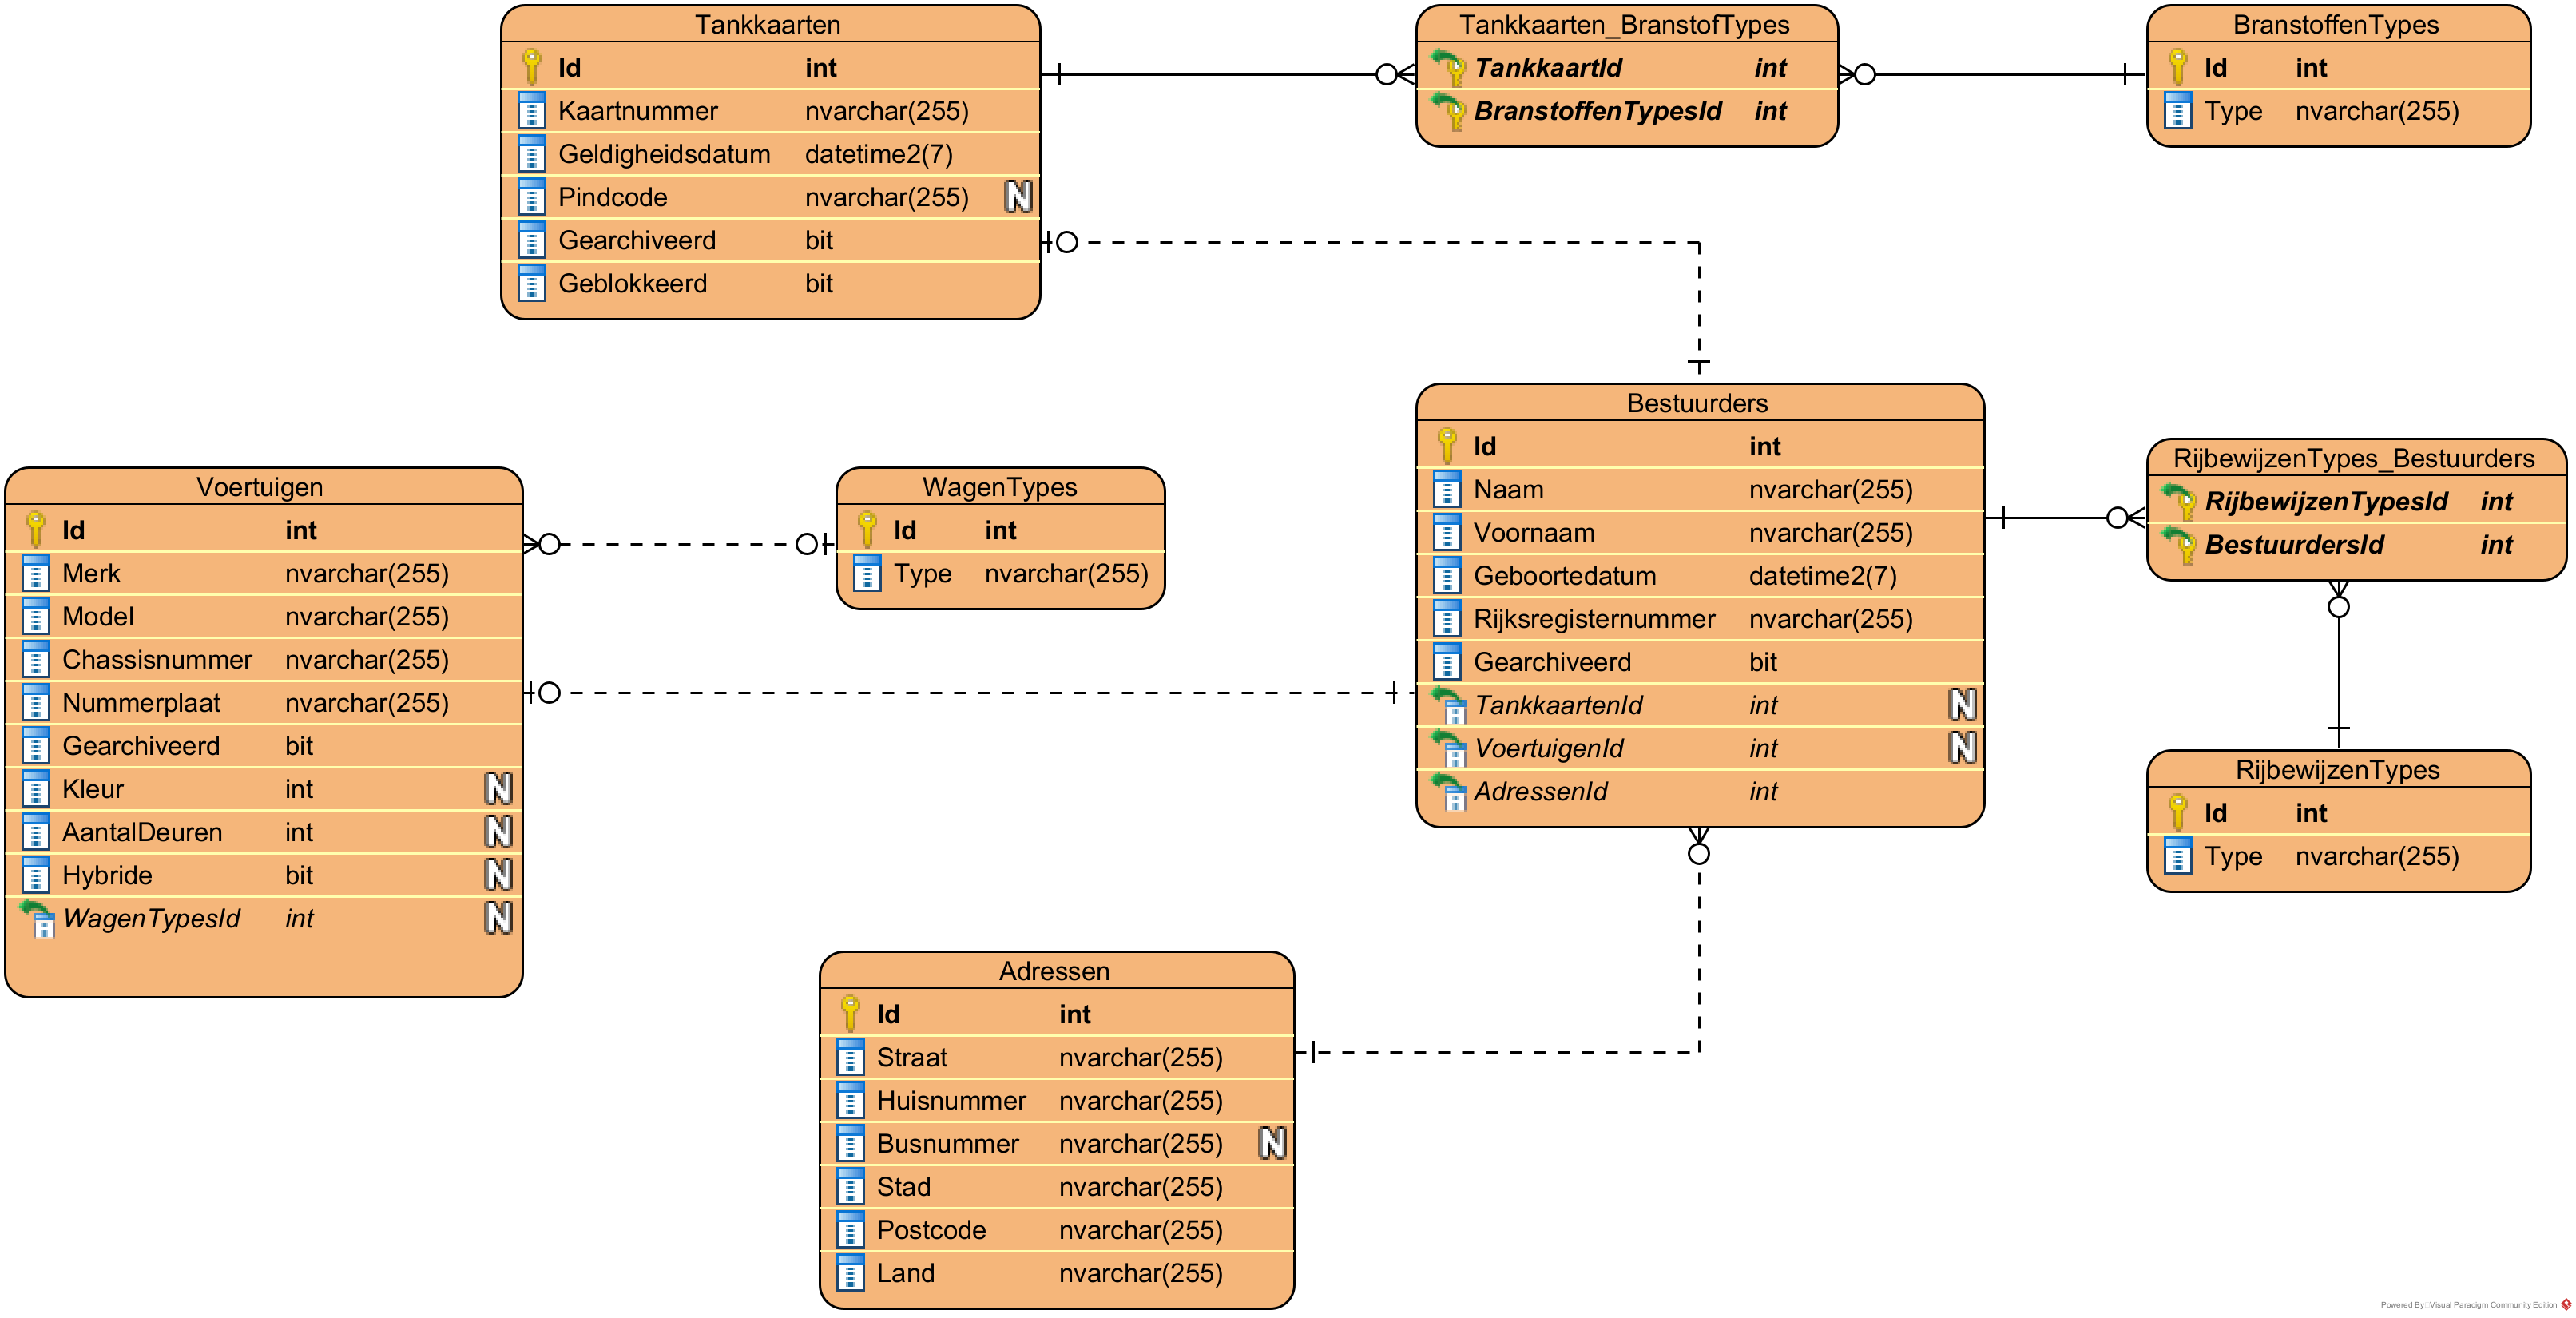 Tankkaarten
Id int
Kaartnummer nvarchar(255)
Geldigheidsdatum datetime2(7)
Pindcode nvarchar(255) N
Gearchiveerd bit
Geblokkeerd bit
Tankkaarten_BranstofTypes
TankkaartId int
BranstoffenTypesId int
BranstoffenTypes
Id int
Type nvarchar(255)
Voertuigen
Id int
Merk nvarchar(255)
Model nvarchar(255)
Chassisnummer nvarchar(255)
Nummerplaat nvarchar(255)
Gearchiveerd bit
Kleur int N
AantalDeuren int N
Hybride bit N
WagenTypesId int N
WagenTypes
Id int
Type nvarchar(255)
Bestuurders
Id int
Naam nvarchar(255)
Voornaam nvarchar(255)
Geboortedatum datetime2(7)
Rijksregisternummer nvarchar(255)
Gearchiveerd bit
TankkaartenId int N
VoertuigenId int N
AdressenId int
RijbewijzenTypes_Bestuurders
RijbewijzenTypesId int
BestuurdersId int
RijbewijzenTypes
Id int
Type nvarchar(255)
Adressen
Id int
Straat nvarchar(255)
Huisnummer nvarchar(255)
Busnummer nvarchar(255) N
Stad nvarchar(255)
Postcode nvarchar(255)
Land nvarchar(255)
Powered By Visual Paradigm Community Edition